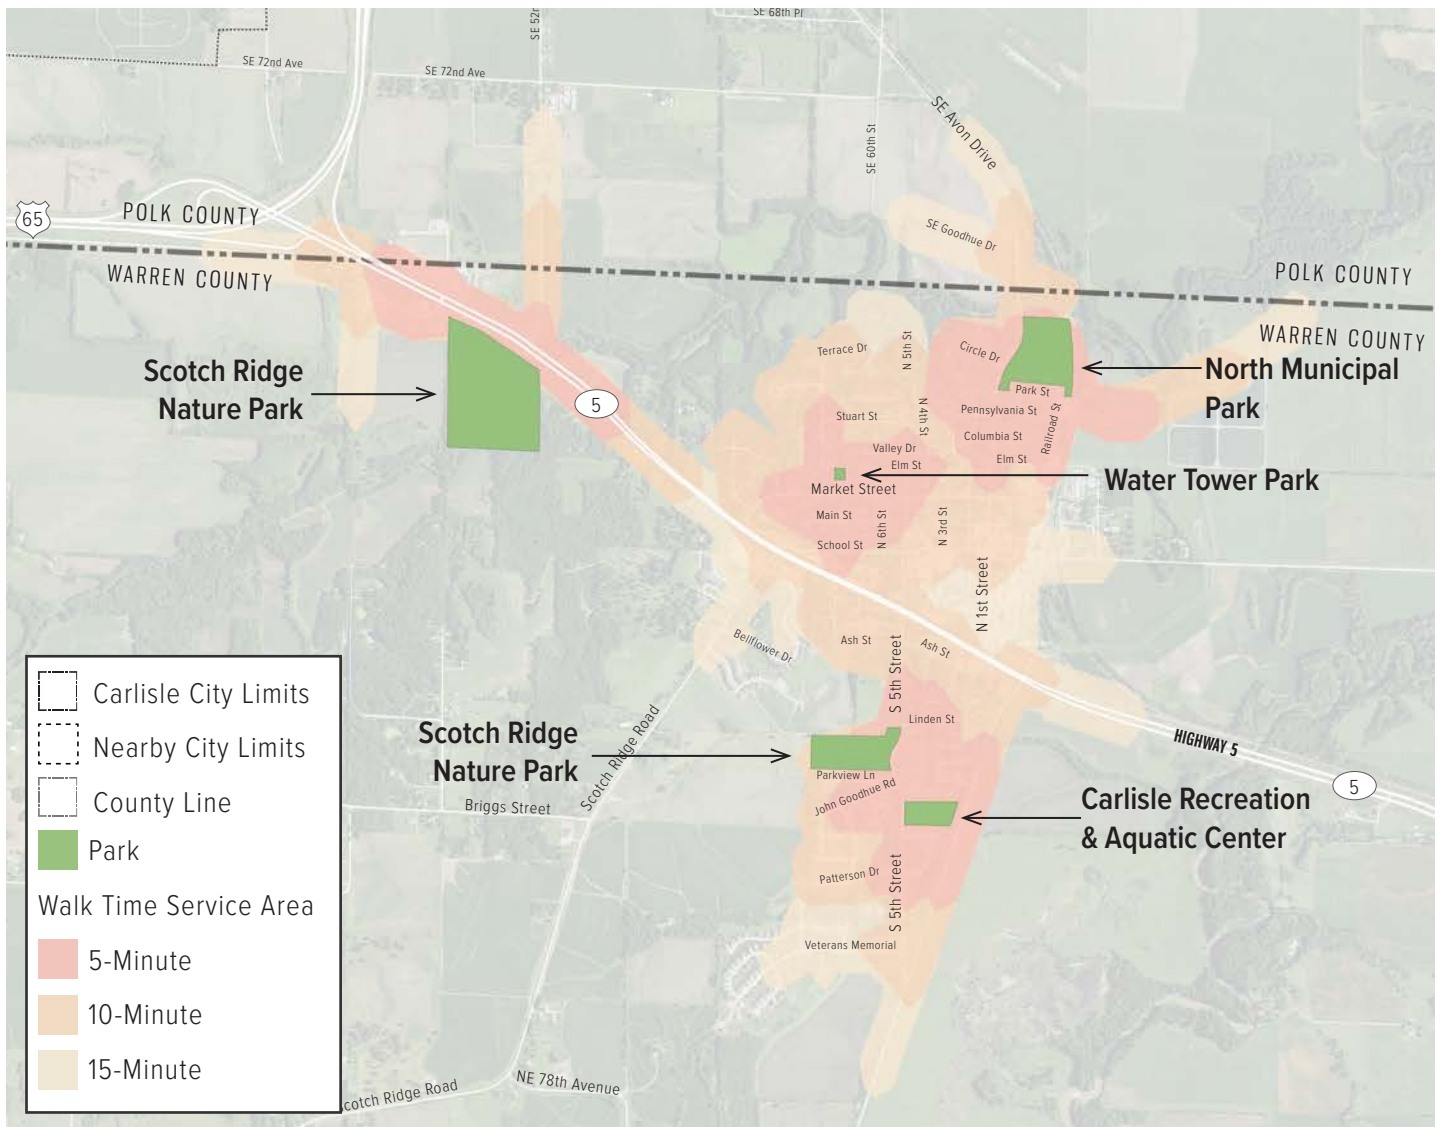 SE 68th Pl
SE 52n
SE 72nd Ave
SE 72nd Ave
SE Avon Drive
SE 60th St
65
POLK COUNTY
SE Goodhue Dr
WARREN COUNTY
POLK COUNTY
WARREN COUNTY
Terrace Dr
N 5th St
Circle Dr
Scotch Ridge
Nature Park
North Municipal
Park
Park St
5
Stuart St
N 4th St
Pennsylvania St
Railroad St
Columbia St
Valley Dr
Elm St
Elm St
Water Tower Park
Market Street
Main St
N 6th St
N 3rd St
School St
N 1st Street
Bellflower Dr
Ash St
Ash St
S 5th Street
Linden St
Scotch Ridge
Nature Park
Scotch Ridge Road
HIGHWAY 5
5
Parkview Ln
John Goodhue Rd
Briggs Street
Carlisle Recreation
& Aquatic Center
Patterson Dr
S 5th Street
Veterans Memorial
NE 78th Avenue
cotch Ridge Road
Carlisle City Limits
Nearby City Limits
County Line
Park
Walk Time Service Area
5-Minute
10-Minute
15-Minute